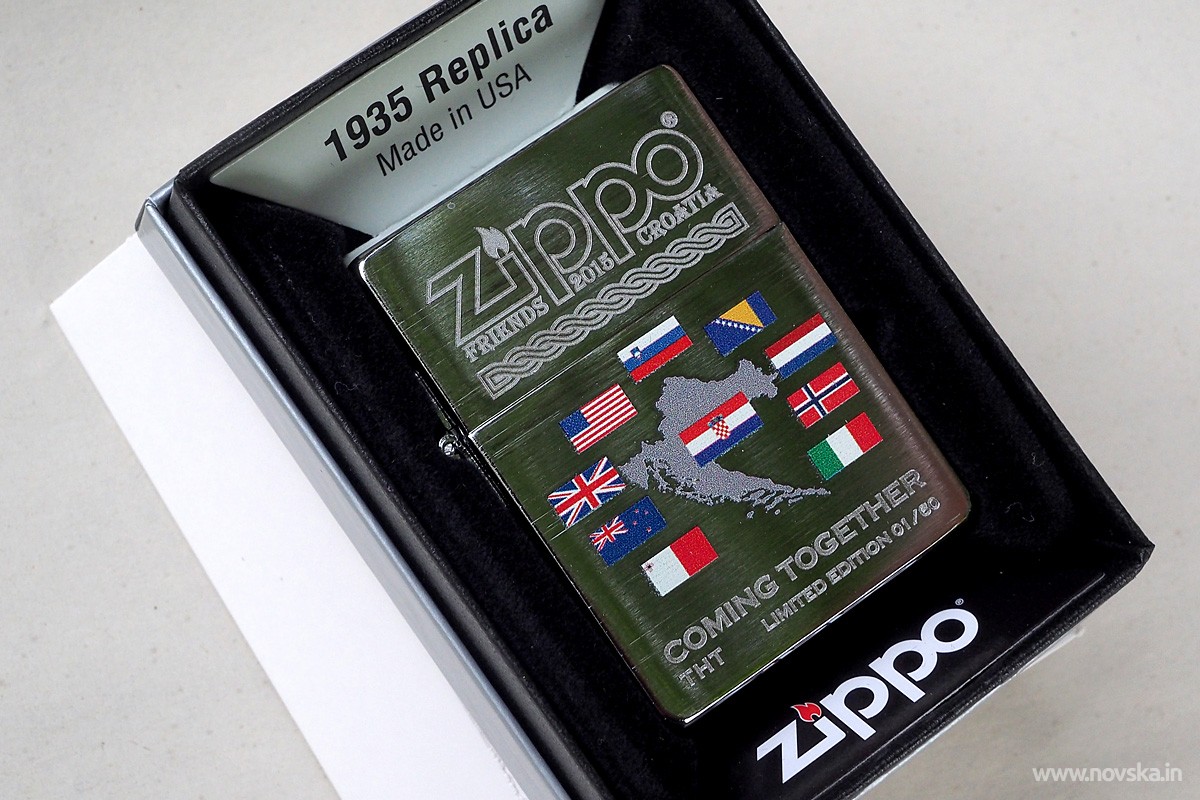 1935 Replica
Made in USA
Zippo®
FRIENDS 2015 CROATIA
COMING TOGETHER
THT LIMITED EDITION 01/60
zippo®
www.novska.in